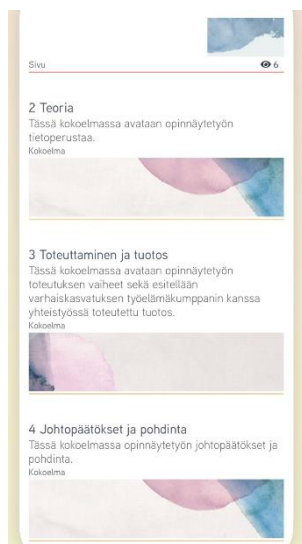 Sivu 6
2 Teoria
Tässä kokoelmassa avataan opinnäytetyön
tietoperustaa.
Kokoelma
3 Toteuttaminen ja tuotos
Tässä kokoelmassa avataan opinnäytetyön
toteutuksen vaiheet sekä esitellään
varhaiskasvatuksen työelämäkumppanin kanssa
yhteistyössä toteutettu tuotos.
Kokoelma
4 Johtopäätökset ja pohdinta
Tässä kokoelmassa opinnäytetyön johtopäätökset ja
pohdinta.
Kokoelma